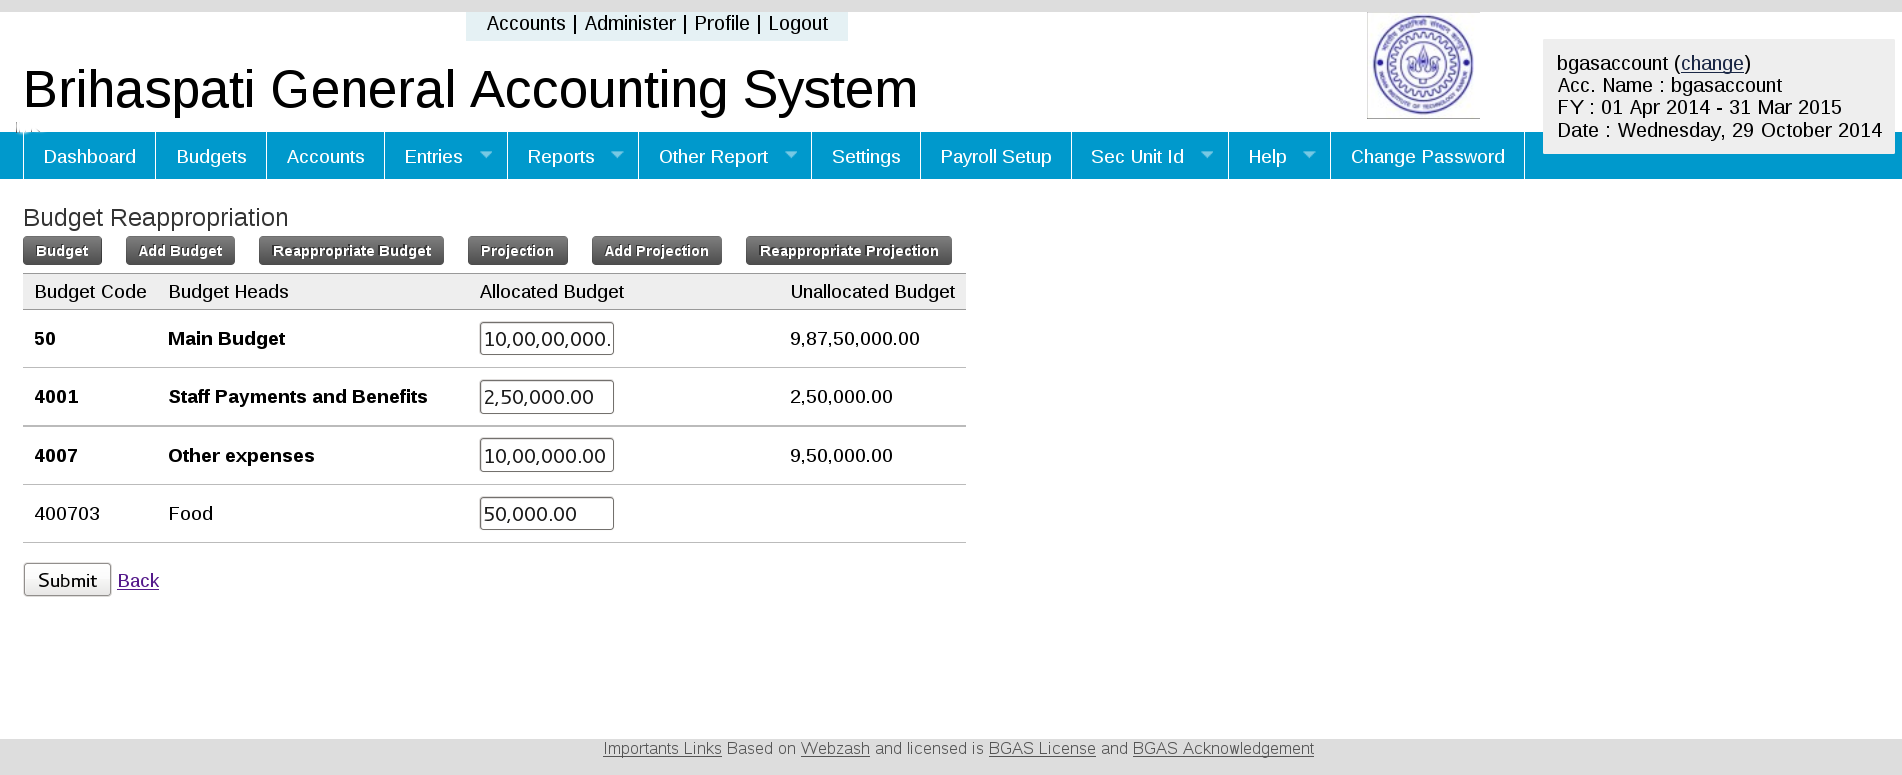 Accounts | Administer | Profile | Logout
Brihaspati General Accounting System
bgasaccount (change)
Acc. Name : bgasaccount
FY : 01 Apr 2014 - 31 Mar 2015
Date : Wednesday, 29 October 2014
Dashboard Budgets Accounts Entries Reports Other Report Settings Payroll Setup Sec Unit Id Help Change Password
Budget Reappropriation
Budget Add Budget Reappropriate Budget Projection Add Projection Reappropriate Projection
Budget Code Budget Heads Allocated Budget Unallocated Budget
50 Main Budget 10,00,00,000. 9,87,50,000.00
4001 Staff Payments and Benefits 2,50,000.00 2,50,000.00
4007 Other expenses 10,00,000.00 9,50,000.00
400703 Food 50,000.00
Submit Back
Importants Links Based on Webzash and licensed is BGAS License and BGAS Acknowledgement